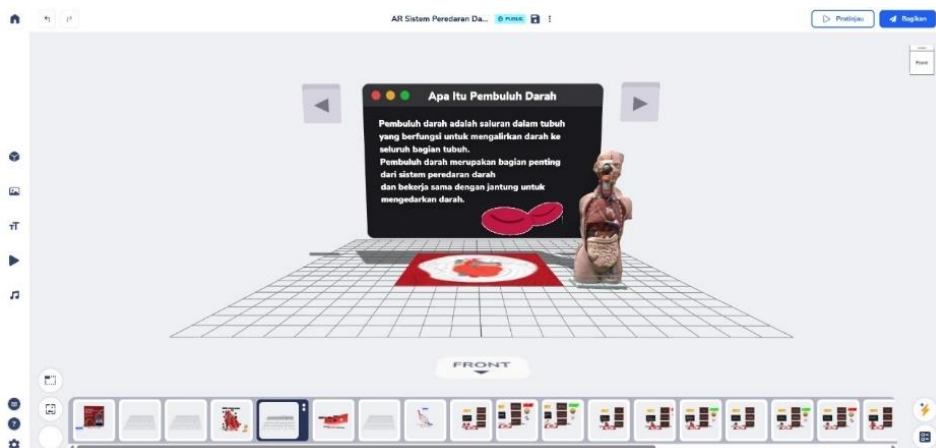 AR Sistem Peredaran Da...
PUBLIC
Pratinjau
Bagikan
Front
Apa Itu Pembuluh Darah
Pembuluh darah adalah saluran dalam tubuh
yang berfungsi untuk mengalirkan darah ke
seluruh bagian tubuh.
Pembuluh darah merupakan bagian penting
dari sistem peredaran darah
dan bekerja sama dengan jantung untuk
mengedarkan darah.
FRONT